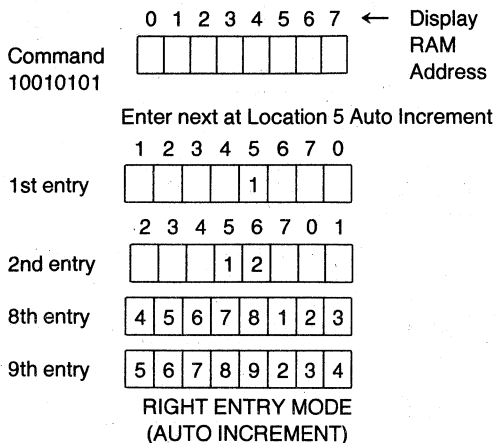 0 1 2 3 4 5 6 7 ← Display
RAM
Address
Command
10010101
Enter next at Location 5 Auto Increment
1 2 3 4 5 6 7 0
1st entry 1
2 3 4 5 6 7 0 1
2nd entry 1 2
8th entry 4 5 6 7 8 1 2 3
9th entry 5 6 7 8 9 2 3 4
RIGHT ENTRY MODE
(AUTO INCREMENT)